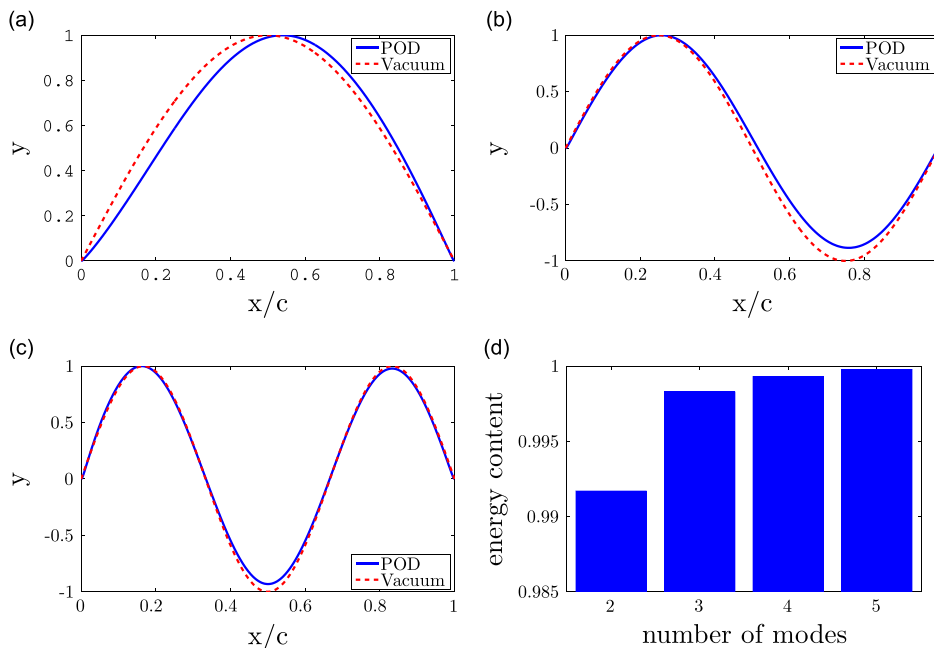 (a)
1
0.8
0.6
0.4
0.2
0
y
POD
Vacuum
0 0.2 0.4 0.6 0.8 1
x/c
(b)
1
0.5
0
-0.5
-1
y
POD
Vacuum
0 0.2 0.4 0.6 0.8
x/c
(c)
1
0.5
0
-0.5
-1
y
POD
Vacuum
0 0.2 0.4 0.6 0.8 1
x/c
(d)
1
0.995
0.99
0.985
energy content
2 3 4 5
number of modes